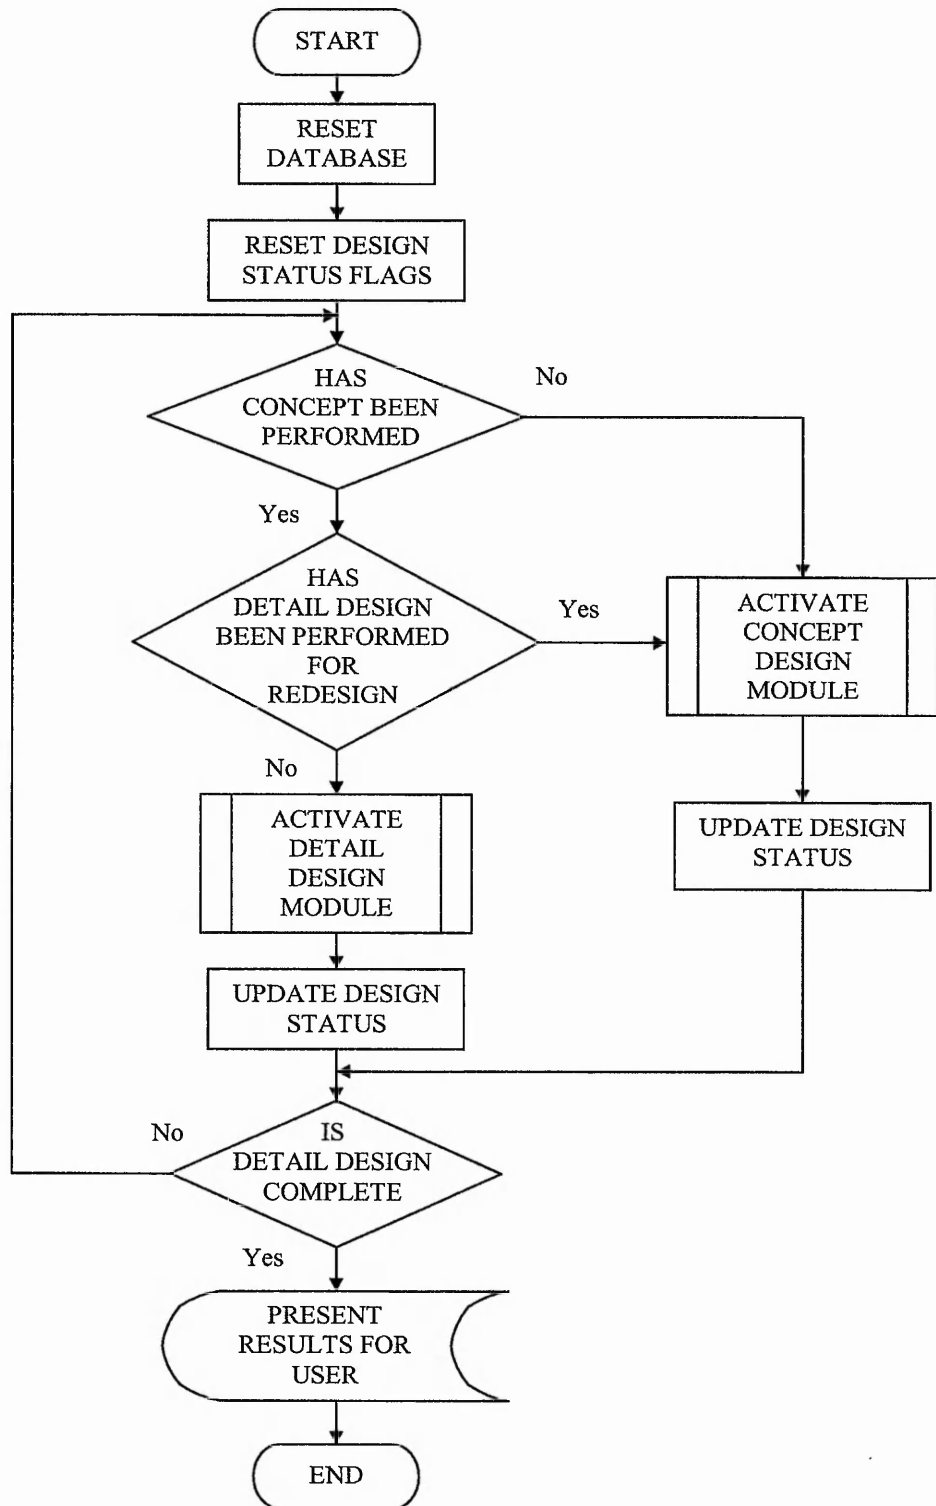 START
RESET
DATABASE
RESET DESIGN
STATUS FLAGS
HAS
CONCEPT BEEN
PERFORMED
No
Yes
HAS
DETAIL DESIGN
BEEN PERFORMED
FOR
REDESIGN
Yes
ACTIVATE
CONCEPT
DESIGN
MODULE
No
ACTIVATE
DETAIL
DESIGN
MODULE
UPDATE DESIGN
STATUS
UPDATE DESIGN
STATUS
No
IS
DETAIL DESIGN
COMPLETE
Yes
PRESENT
RESULTS FOR
USER
END